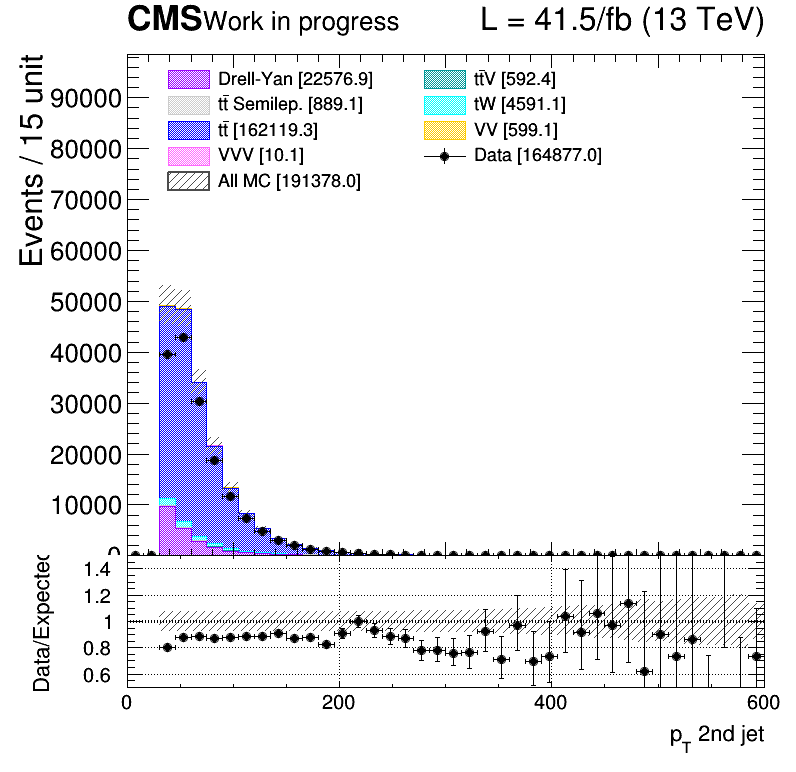 CMS Work in progress L = 41.5/fb (13 TeV)
Events / 15 unit
Drell-Yan [22576.9]
tt̄ Semilep. [889.1]
tt̄ [162119.3]
VVV [10.1]
All MC [191378.0]
tt̄V [592.4]
tW [4591.1]
VV [599.1]
Data [164877.0]
90000
80000
70000
60000
50000
40000
30000
20000
10000
0
Data/Expected
1.4
1.2
1
0.8
0.6
0 200 400 600
p_T 2nd jet